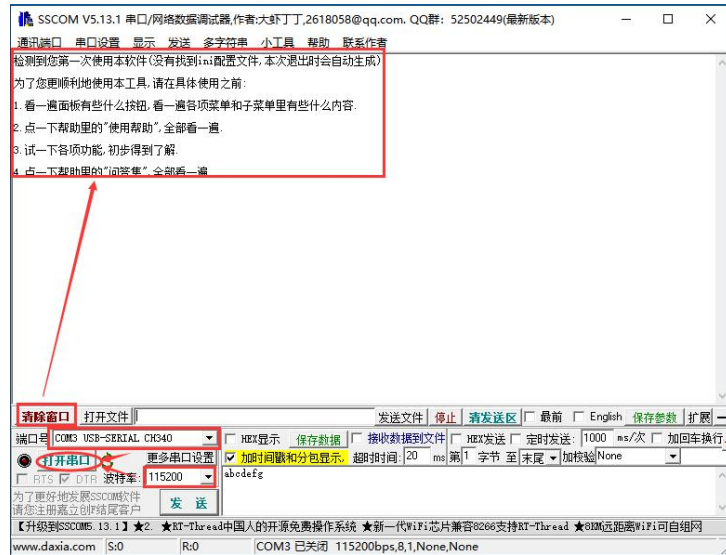 SSCOM V5.13.1 串口/网络数据调试器,作者:大虾丁丁,2618058@qq.com. QQ群: 52502449(最新版本)
通讯端口 串口设置 显示 发送 多字符串 小工具 帮助 联系作者
检测到您第一次使用本软件(没有找到ini配置文件,本次退出时会自动生成)
为了您更顺利地使用本工具,请在具体使用之前:
1.看一遍面板有些什么按钮,看一遍各项菜单和子菜单里有些什么内容.
2.点一下帮助里的"使用帮助",全部看一遍.
3.试一下各项功能,初步得到了解.
4.点一下帮助里的"问答集",全部看一遍
清除窗口 打开文件 发送文件 停止 清发送区 最前 English 保存参数 扩展
端口号 COM3 USB-SERIAL CH340 HEX显示 保存数据 接收数据到文件 HEX发送 定时发送: 1000 ms/次 加回车换行
打开串口 更多串口设置 加时间戳和分包显示, 超时时间: 20 ms 第 1 字节 至 末尾 加校验 None
RTS DTR 波特率: 115200 abcdefg
为了更好地发展SSCOM软件
请您注册嘉立创F结尾客户 发 送
【升级到SSCOM5.13.1】★2. ★RT-Thread中国人的开源免费操作系统 ★新一代WiFi芯片兼容8266支持RT-Thread ★8KM远距离WiFi可自组网
www.daxia.com S:0 R:0 COM3 已关闭 115200bps,8,1,None,None